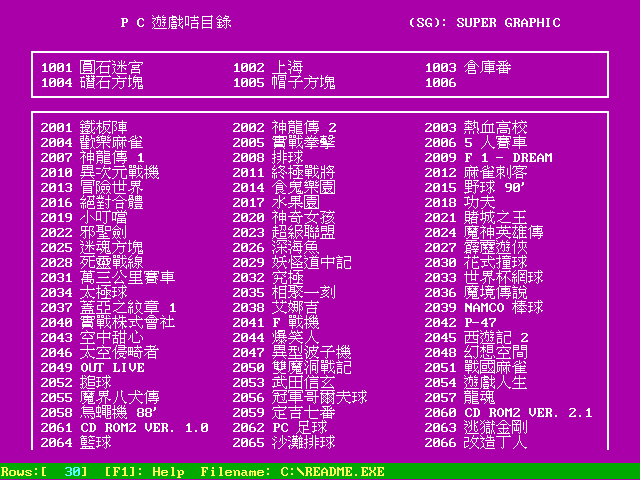 P C 遊戲咭目錄 (SG): SUPER GRAPHIC
1001 圓石迷宮 1002 上海 1003 倉庫番
1004 鑽石方塊 1005 帽子方塊 1006
2001 鐵板陣 2002 神龍傳 2 2003 熱血高校
2004 歡樂麻雀 2005 實戰拳擊 2006 5 人賽車
2007 神龍傳 1 2008 排球 2009 F 1 - DREAM
2010 異次元戰機 2011 終極戰將 2012 麻雀刺客
2013 冒險世界 2014 食鬼樂園 2015 野球 90'
2016 絕對合體 2017 水果園 2018 功夫
2019 小叮噹 2020 神奇女孩 2021 賭城之王
2022 邪聖劍 2023 超級聯盟 2024 魔神英雄傳
2025 迷魂方塊 2026 深海魚 2027 霹靂遊俠
2028 死靈戰線 2029 妖怪道中記 2030 花式撞球
2031 萬三公里賽車 2032 究極 2033 世界杯網球
2034 太極球 2035 相聚一刻 2036 魔境傳說
2037 蓋亞之紋章 1 2038 艾娜吉 2039 NAMCO 棒球
2040 實戰株式會社 2041 F 戰機 2042 P-47
2043 空中甜心 2044 爆笑人 2045 西遊記 2
2046 太空侵畸者 2047 異型波子機 2048 幻想空間
2049 OUT LIVE 2050 雙魔洞戰記 2051 戰國麻雀
2052 搥球 2053 武田信玄 2054 遊戲人生
2055 魔界八犬傳 2056 冠軍哥爾夫球 2057 龍魂
2058 烏蠅機 88' 2059 定吉七番 2060 CD ROM2 VER. 2.1
2061 CD ROM2 VER. 1.0 2062 PC 足球 2063 逃獄金剛
2064 籃球 2065 沙灘排球 2066 改造丁人
Rows:[ 30] [F1]: Help Filename: C:\README.EXE